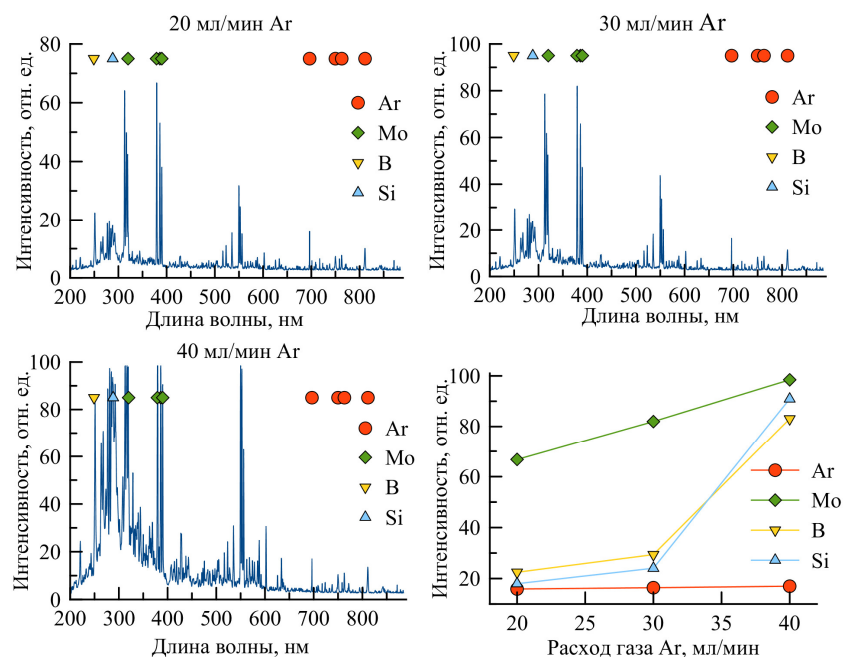 20 мл/мин Ar
Интенсивность, отн. ед.
80
60
40
20
0
200 300 400 500 600 700 800
Длина волны, нм
Ar
Mo
B
Si
30 мл/мин Ar
Интенсивность, отн. ед.
100
80
60
40
20
0
200 300 400 500 600 700 800
Длина волны, нм
Ar
Mo
B
Si
40 мл/мин Ar
Интенсивность, отн. ед.
100
80
60
40
20
0
200 300 400 500 600 700 800
Длина волны, нм
Ar
Mo
B
Si
Интенсивность, отн. ед.
100
80
60
40
20
20 25 30 35 40
Расход газа Ar, мл/мин
Ar
Mo
B
Si